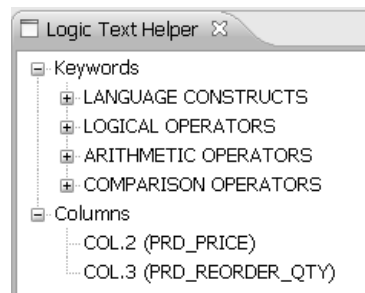 Logic Text Helper
Keywords
LANGUAGE CONSTRUCTS
LOGICAL OPERATORS
ARITHMETIC OPERATORS
COMPARISON OPERATORS
Columns
COL.2 (PRD_PRICE)
COL.3 (PRD_REORDER_QTY)